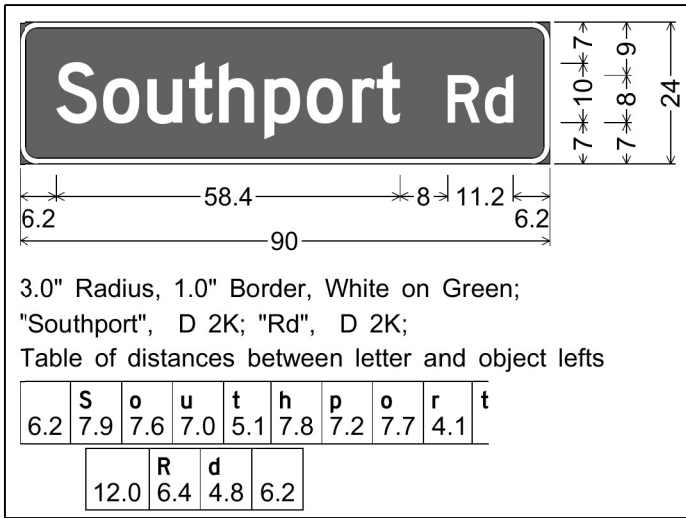 Southport Rd
7 10 7
9 8 7
24
6.2 58.4 8 11.2 6.2
90
3.0" Radius, 1.0" Border, White on Green;
"Southport", D 2K; "Rd", D 2K;
Table of distances between letter and object lefts
S o u t h p o r t
6.2 7.9 7.6 7.0 5.1 7.8 7.2 7.7 4.1
R d
12.0 6.4 4.8 6.2